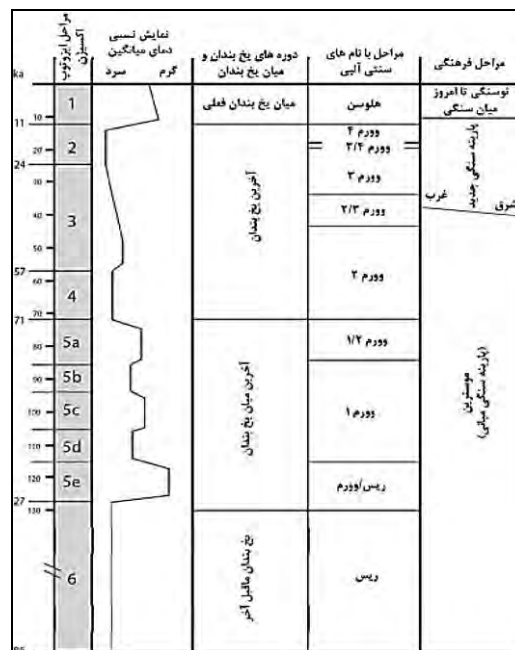 مراحل ایزوتوپ
اکسیژن
نمایش نسبی
دمای میانگین
سرد گرم
دوره های یخ بندان و
میان یخ بندان
مراحل با نام های
سنتی آلپی
مراحل فرهنگی
ka
1
10
11
2
20
24
30
3
40
50
57
60
4
70
71
5a
80
5b
90
5c
100
5d
110
5e
120
27
130
6
میان یخ بندان فعلی
آخرین یخ بندان
آخرین میان یخ بندان
یخ بندان ماقبل آخر
هلوسن
وورم ۴
وورم ۳/۴
وورم ۳
وورم ۲/۳
وورم ۲
وورم ۱/۲
وورم ۱
ریس/وورم
ریس
نوسنگی تا امروز
میان سنگی
پارینه سنگی جدید
غرب
شرق
موسترین
(پارینه سنگی میانی)